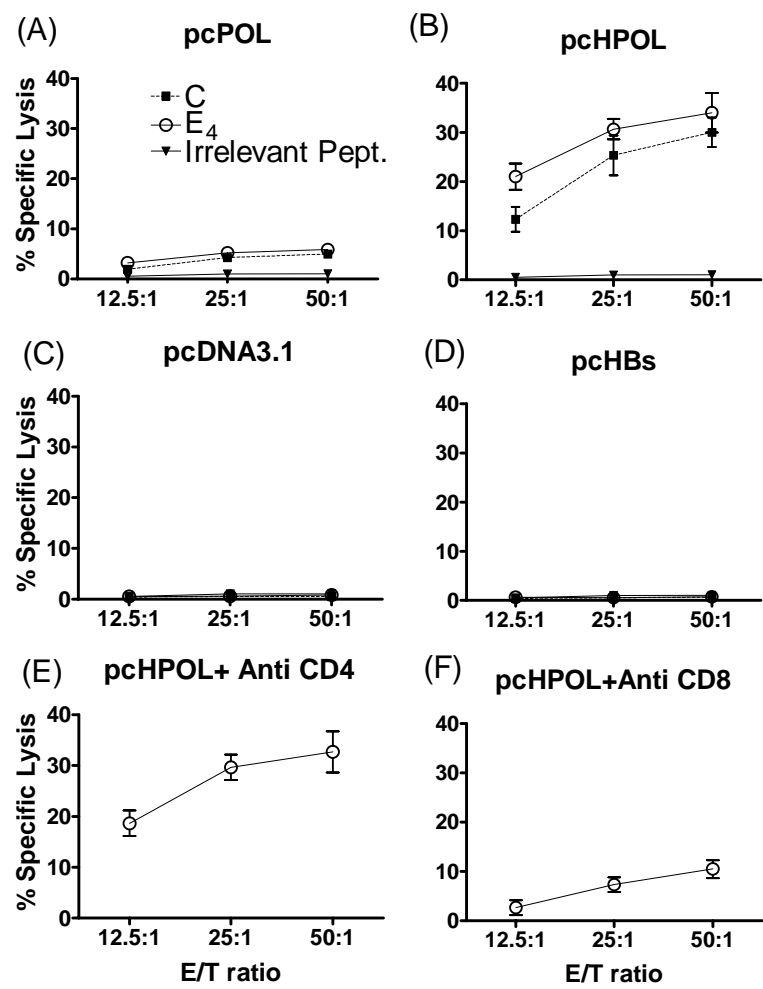 (A)
pcPOL
% Specific Lysis
40
30
20
10
0
C
E4
Irrelevant Pept.
12.5:1 25:1 50:1
(B)
pcHPOL
40
30
20
10
0
12.5:1 25:1 50:1
(C)
pcDNA3.1
% Specific Lysis
40
30
20
10
0
12.5:1 25:1 50:1
(D)
pcHBs
40
30
20
10
0
12.5:1 25:1 50:1
(E)
pcHPOL+ Anti CD4
% Specific Lysis
40
30
20
10
0
12.5:1 25:1 50:1
E/T ratio
(F)
pcHPOL+Anti CD8
40
30
20
10
0
12.5:1 25:1 50:1
E/T ratio